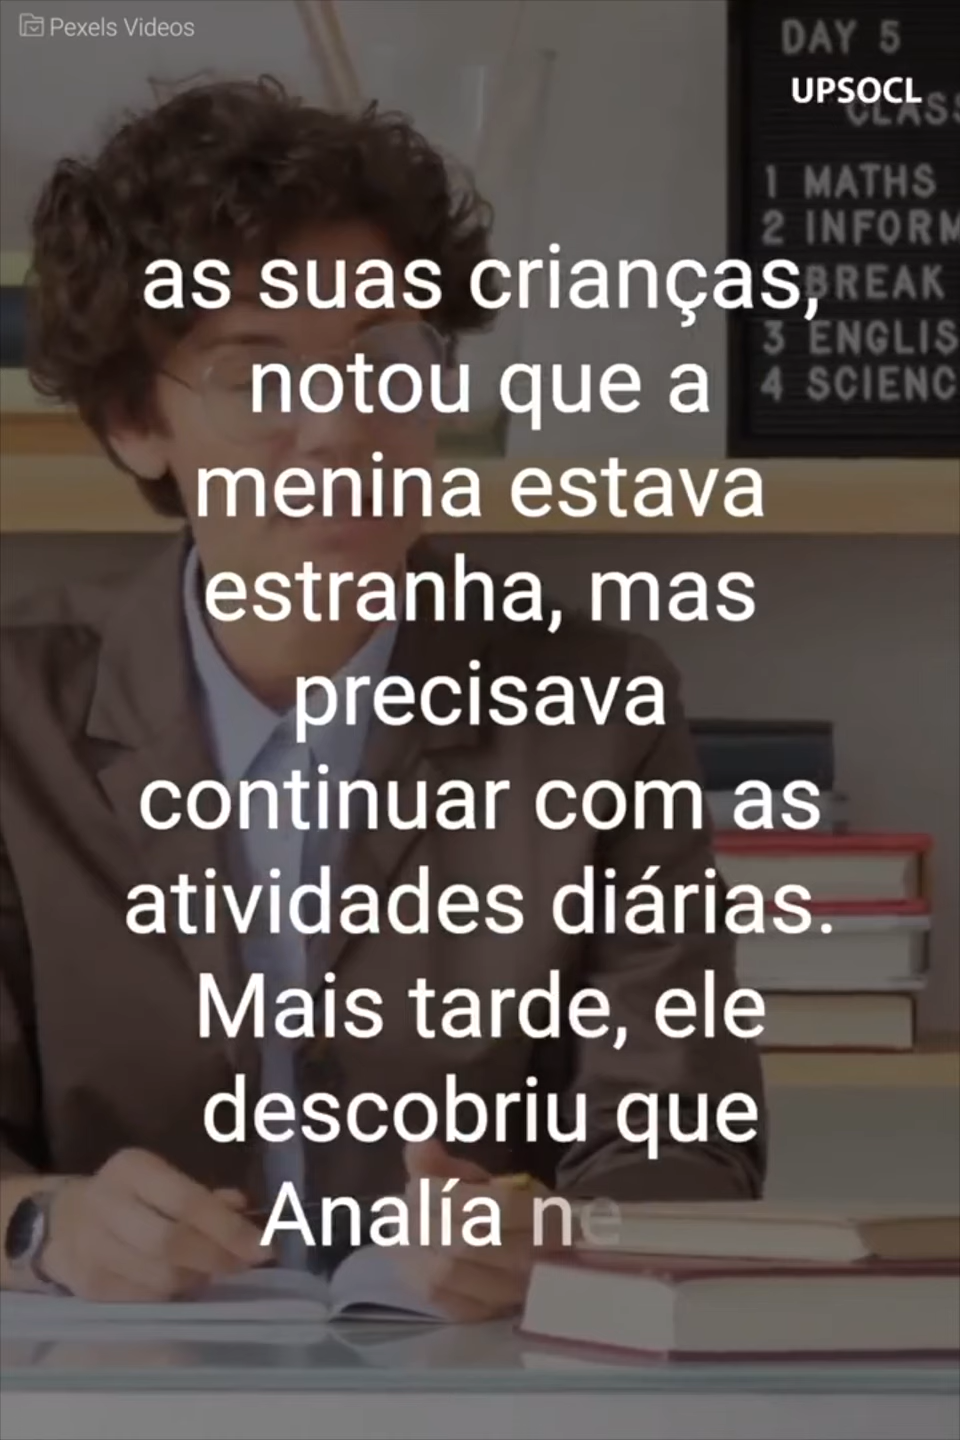 Pexels Videos
DAY 5
UPSOCL
1 MATHS
2 INFORM
BREAK
3 ENGLIS
4 SCIENC
as suas crianças,
notou que a
menina estava
estranha, mas
precisava
continuar com as
atividades diárias.
Mais tarde, ele
descobriu que
Analía ne